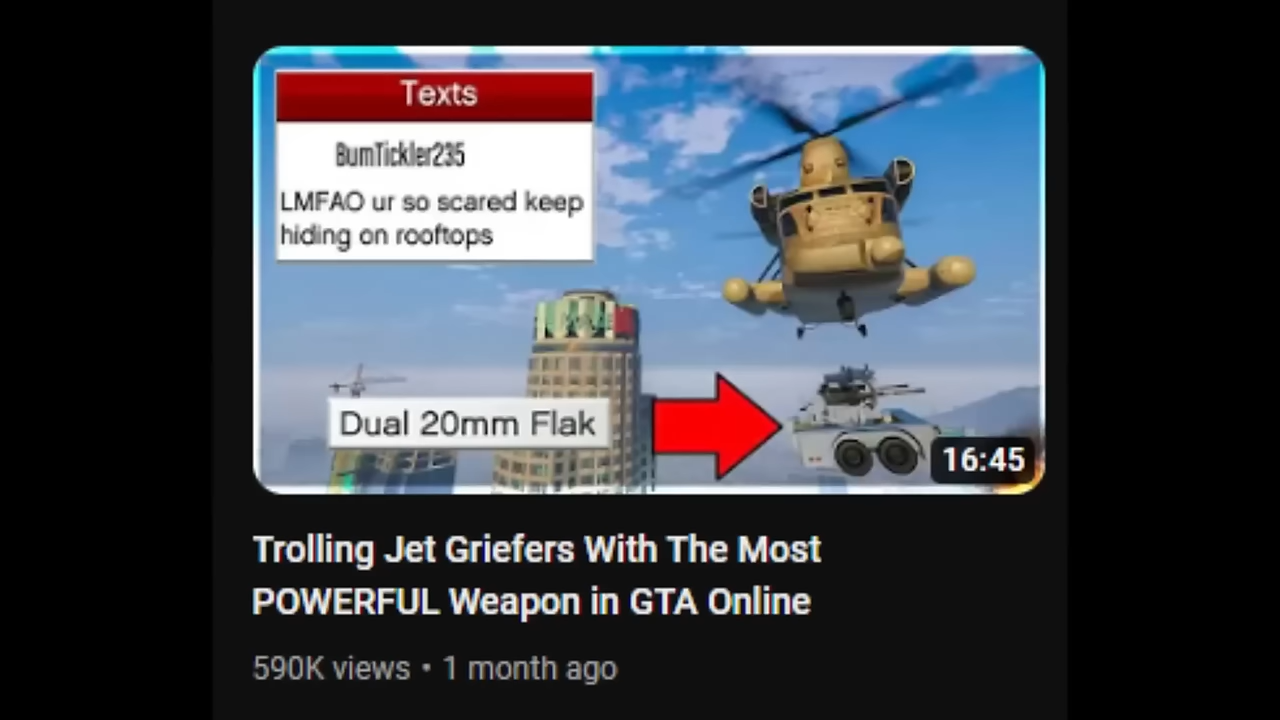 Texts
BumTickler235
LMFAO ur so scared keep
hiding on rooftops
Dual 20mm Flak
16:45
Trolling Jet Griefers With The Most
POWERFUL Weapon in GTA Online
590K views • 1 month ago